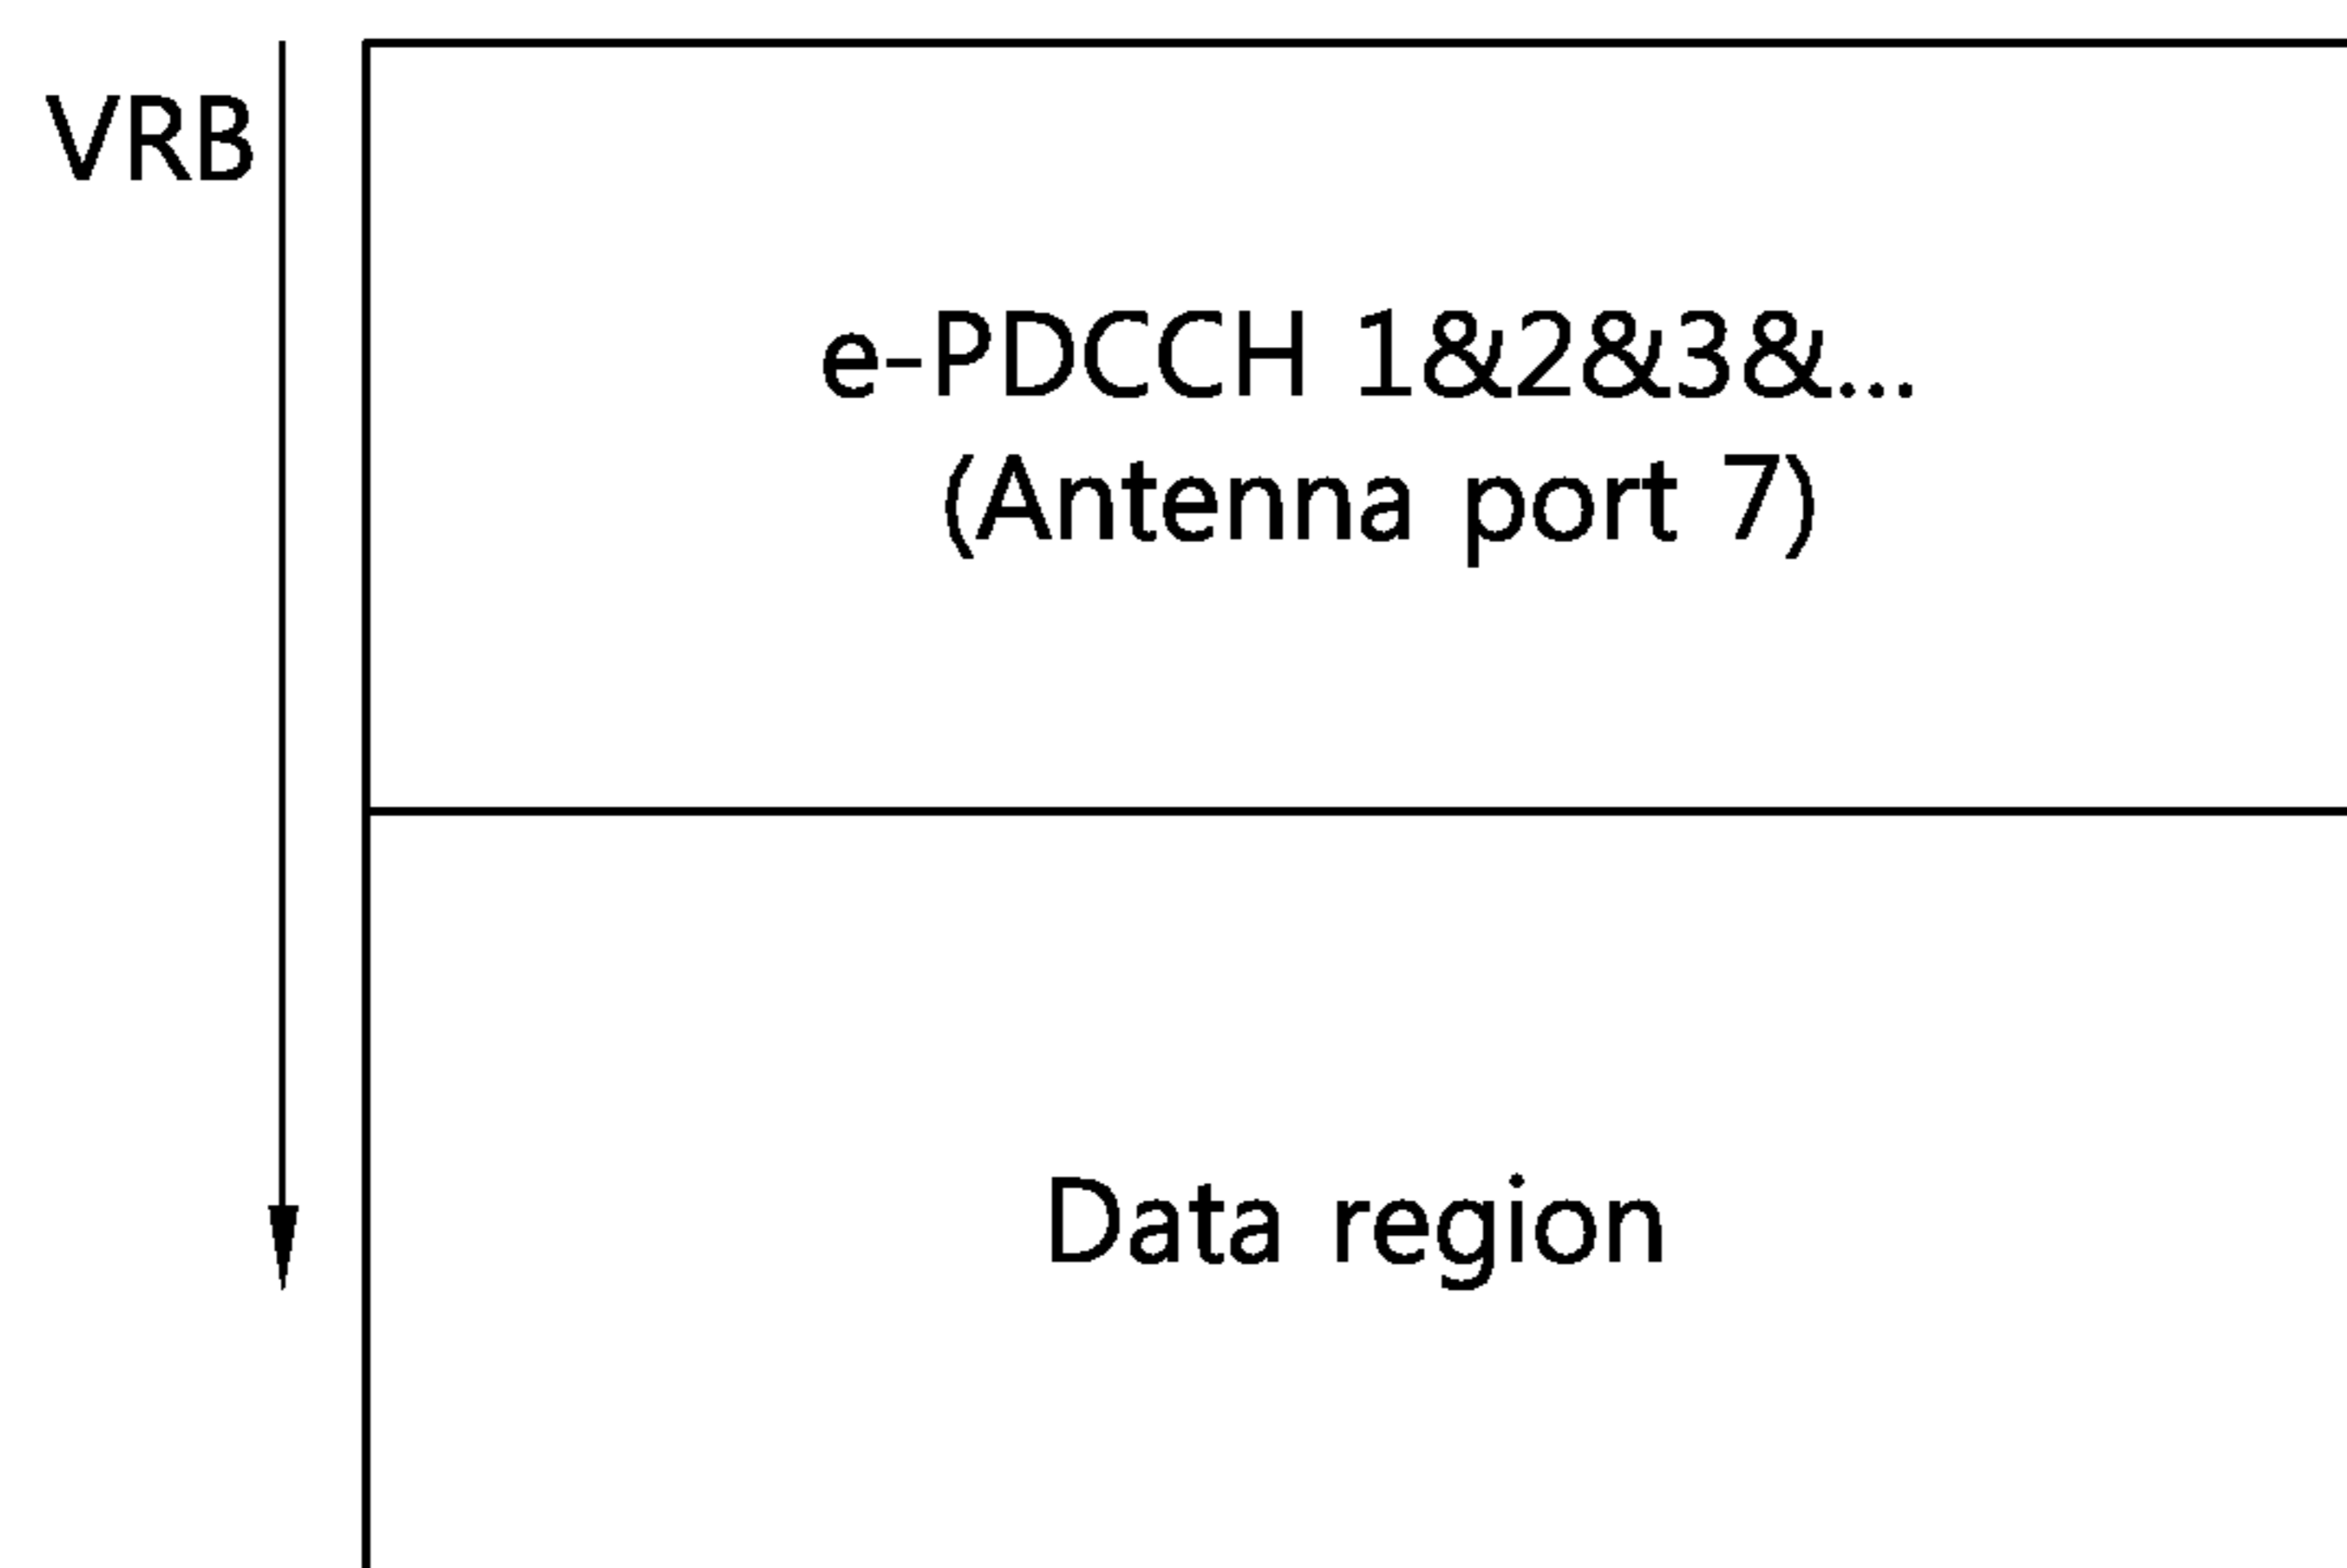 VRB
e-PDCCH 1&2&3&...
(Antenna port 7)
Data region